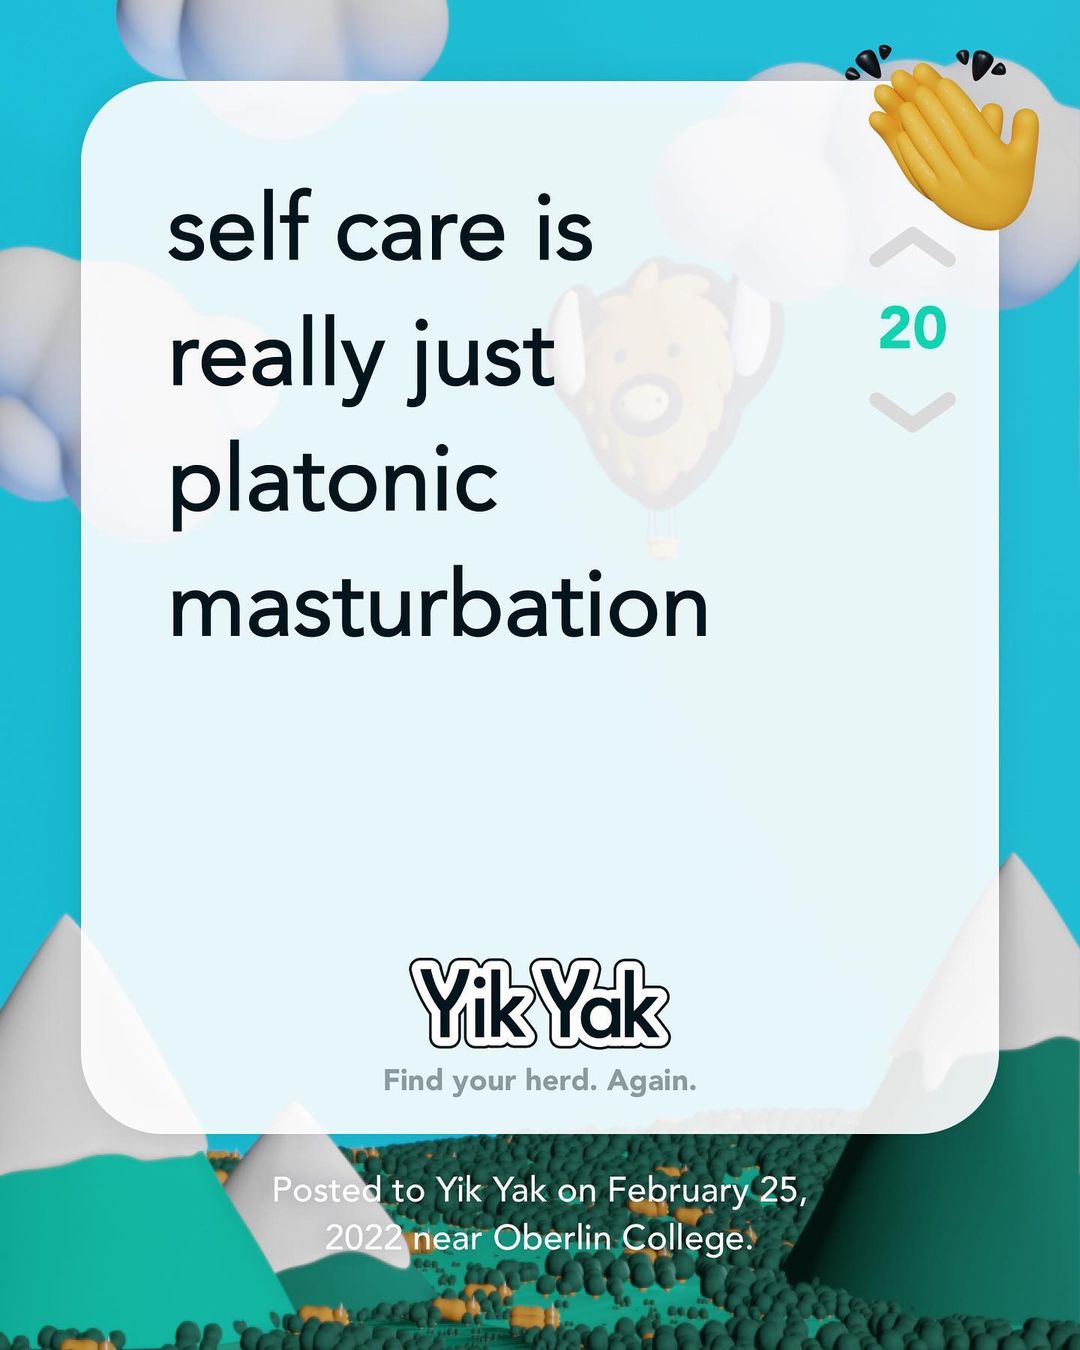 self care is
really just
platonic
masturbation
20
Yik Yak
Find your herd. Again.
Posted to Yik Yak on February 25,
2022 near Oberlin College.